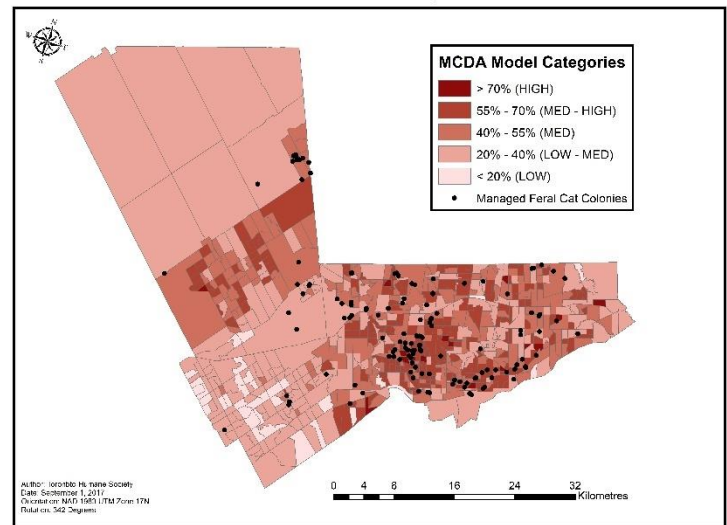 N
MCDA Model Categories
> 70% (HIGH)
55% - 70% (MED - HIGH)
40% - 55% (MED)
20% - 40% (LOW - MED)
< 20% (LOW)
Managed Feral Cat Colonies
Author: Toronto Humane Society
Date: September 1, 2017
Orientation: NAD 1983 UTM Zone 17N
Rotation: 342 Degrees
0 4 8 16 24 32
Kilometres